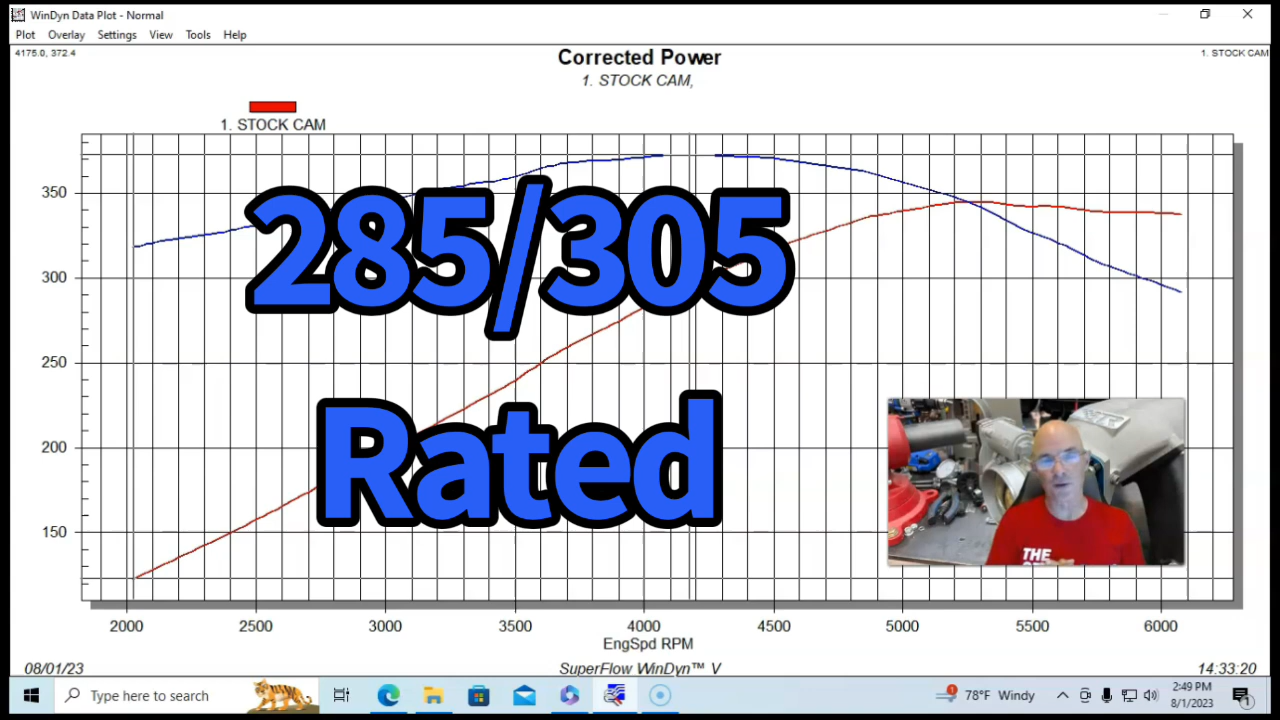 WinDyn Data Plot - Normal
Plot Overlay Settings View Tools Help
4175.0, 372.4
Corrected Power
1. STOCK CAM
1. STOCK CAM,
1. STOCK CAM
350
300
250
200
150
285/305
Rated
THE
2000 2500 3000 3500 4000 4500 5000 5500 6000
EngSpd RPM
08/01/23 SuperFlow WinDyn™ V 14:33:20
Type here to search
78°F Windy
2:49 PM
8/1/2023
1